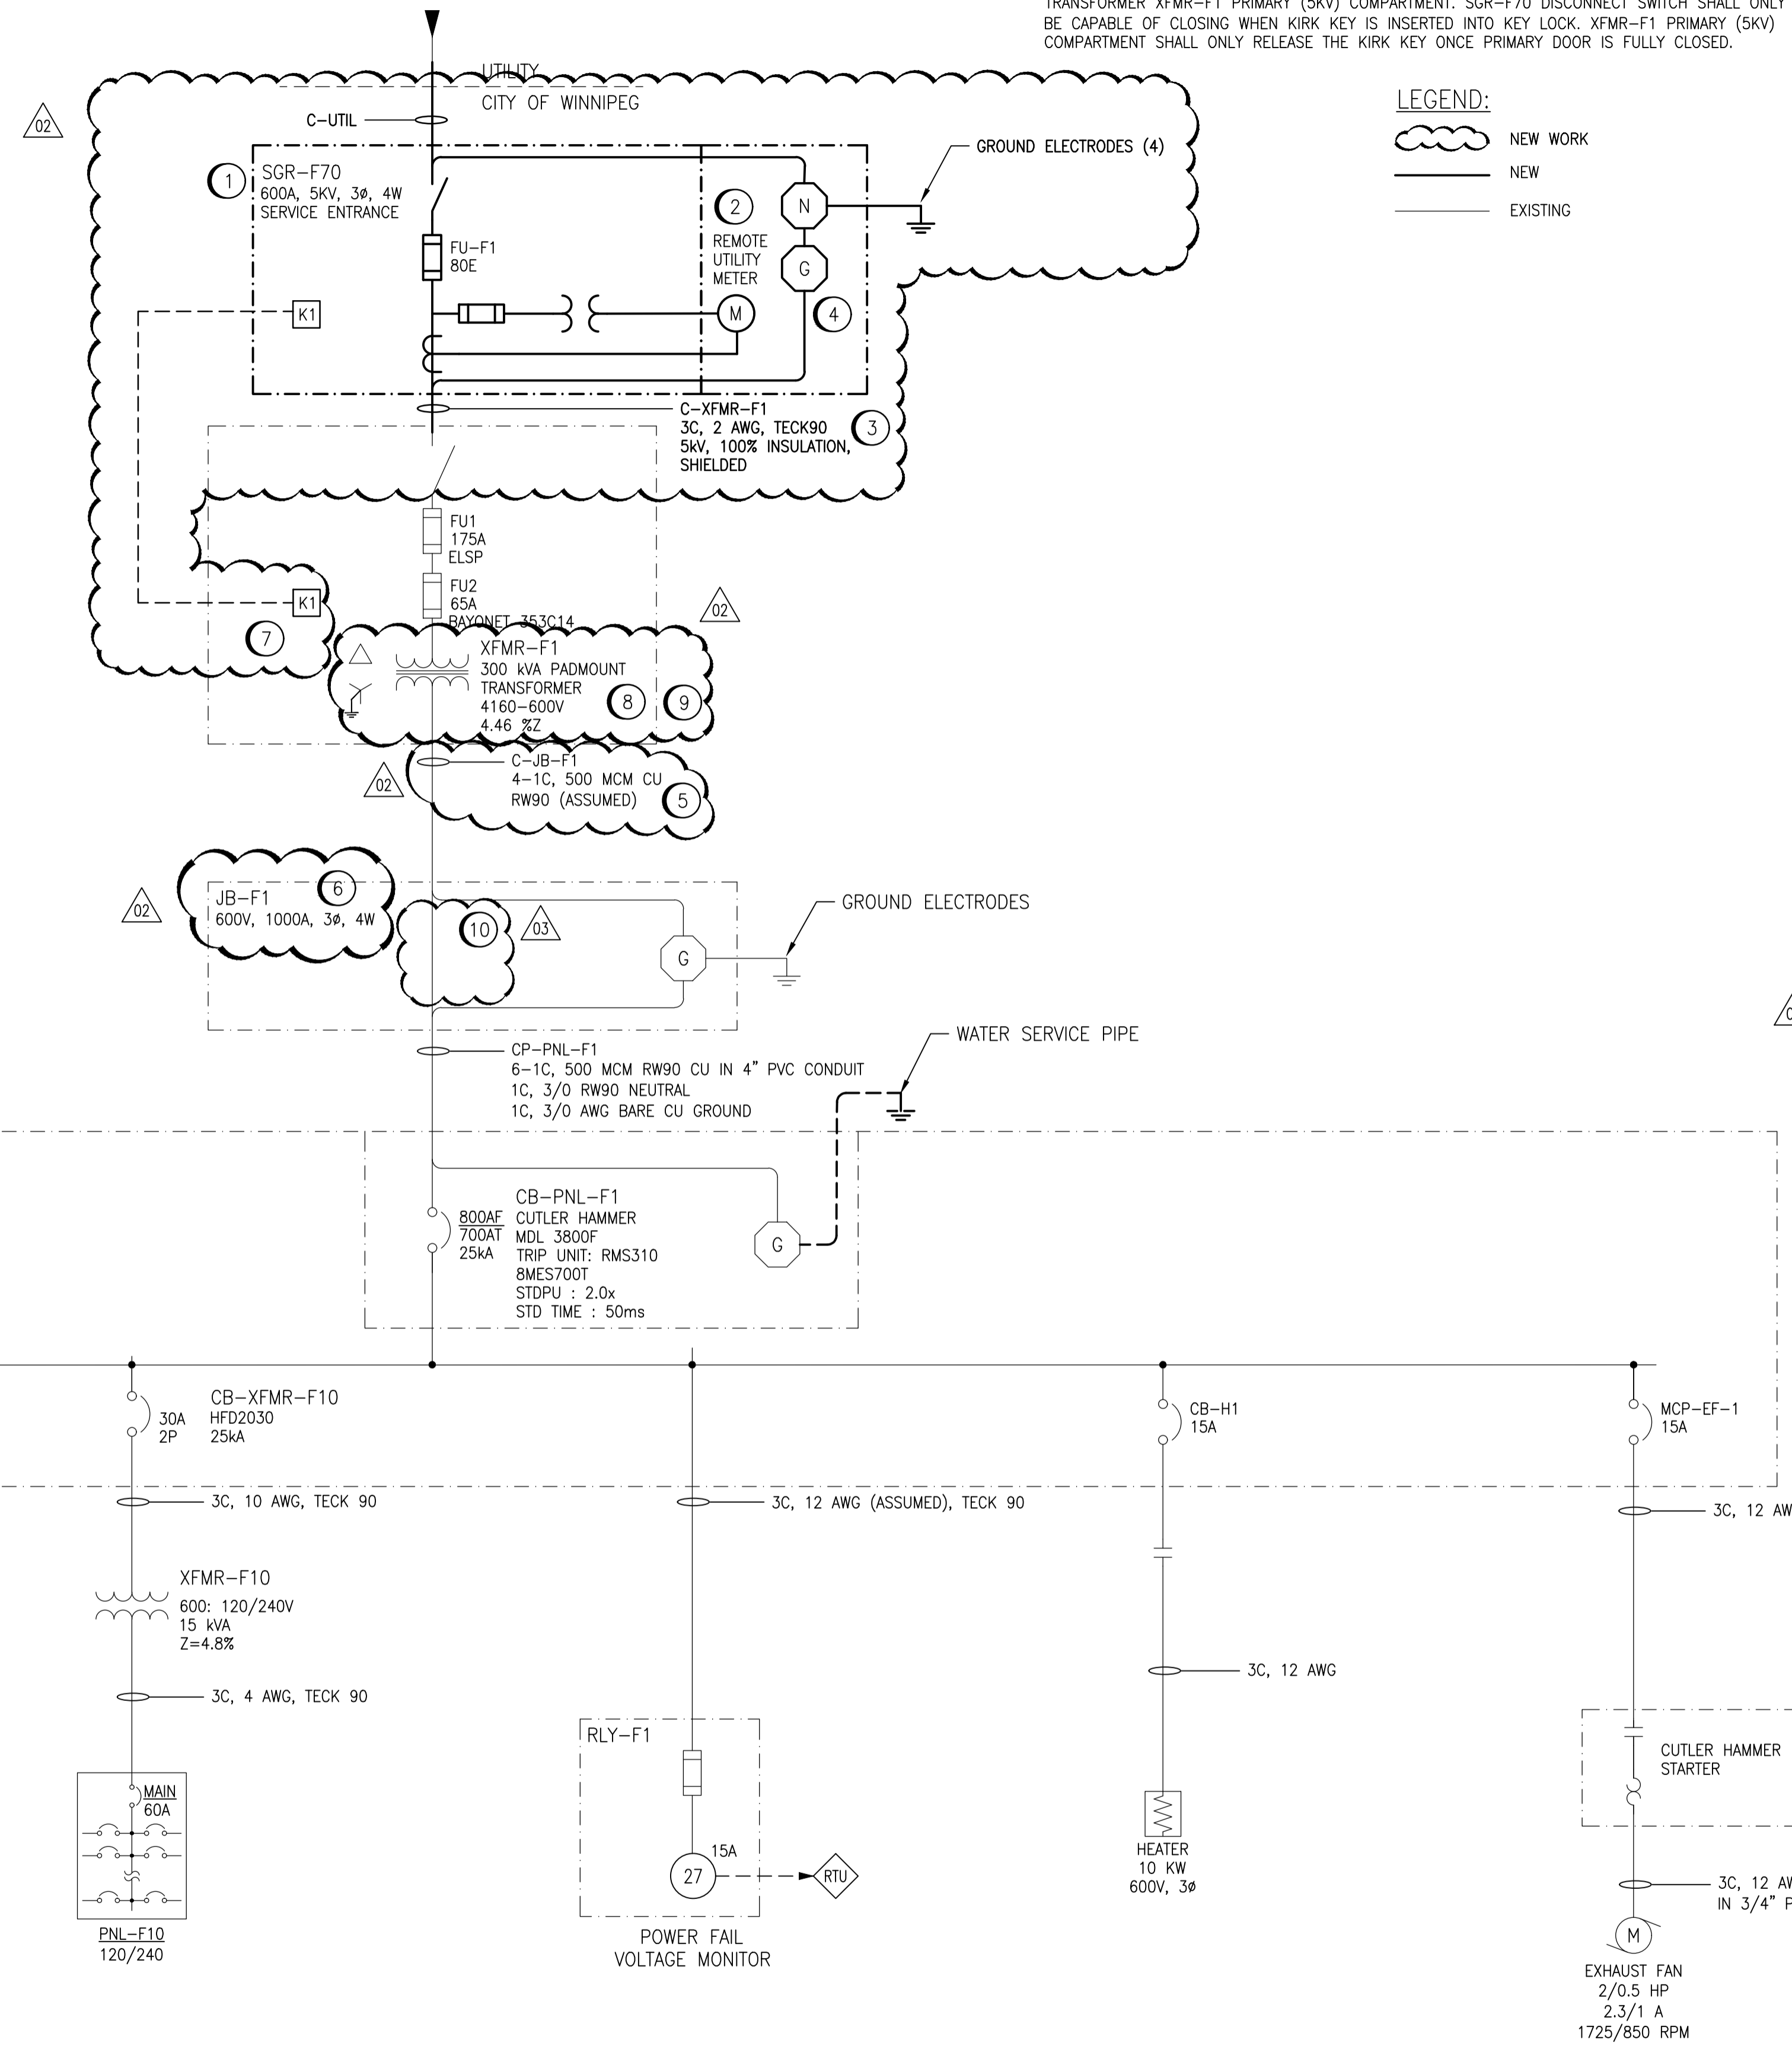 TRANSFORMER XFMR-F1 PRIMARY (5KV) COMPARTMENT. SGR-F70 DISCONNECT SWITCH SHALL ONLY
BE CAPABLE OF CLOSING WHEN KIRK KEY IS INSERTED INTO KEY LOCK. XFMR-F1 PRIMARY (5KV)
COMPARTMENT SHALL ONLY RELEASE THE KIRK KEY ONCE PRIMARY DOOR IS FULLY CLOSED.
LEGEND:
NEW WORK
NEW
EXISTING
UTILITY
CITY OF WINNIPEG
02
C-UTIL
GROUND ELECTRODES (4)
1
SGR-F70
600A, 5KV, 3ø, 4W
SERVICE ENTRANCE
2
N
FU-F1
80E
REMOTE
UTILITY
METER
G
K1
M
4
C-XFMR-F1
3C, 2 AWG, TECK90
5kV, 100% INSULATION,
SHIELDED
3
FU1
175A
ELSP
FU2
65A
BAYONET 353C14
K1
7
02
XFMR-F1
300 kVA PADMOUNT
TRANSFORMER
4160-600V
4.46 %Z
8
9
02
C-JB-F1
4-1C, 500 MCM CU
RW90 (ASSUMED)
5
02
JB-F1
600V, 1000A, 3ø, 4W
6
10
03
G
GROUND ELECTRODES
CP-PNL-F1
6-1C, 500 MCM RW90 CU IN 4" PVC CONDUIT
1C, 3/0 RW90 NEUTRAL
1C, 3/0 AWG BARE CU GROUND
WATER SERVICE PIPE
800AF
700AT
25kA
CB-PNL-F1
CUTLER HAMMER
MDL 3800F
TRIP UNIT: RMS310
8MES700T
STDPU : 2.0x
STD TIME : 50ms
G
CB-XFMR-F10
HFD2030
25kA
30A
2P
CB-H1
15A
MCP-EF-1
15A
3C, 10 AWG, TECK 90
3C, 12 AWG (ASSUMED), TECK 90
3C, 12 AW
XFMR-F10
600: 120/240V
15 kVA
Z=4.8%
3C, 4 AWG, TECK 90
3C, 12 AWG
RLY-F1
CUTLER HAMMER
STARTER
MAIN
60A
PNL-F10
120/240
15A
27
RTU
POWER FAIL
VOLTAGE MONITOR
HEATER
10 KW
600V, 3ø
3C, 12 AW
IN 3/4" P
M
EXHAUST FAN
2/0.5 HP
2.3/1 A
1725/850 RPM